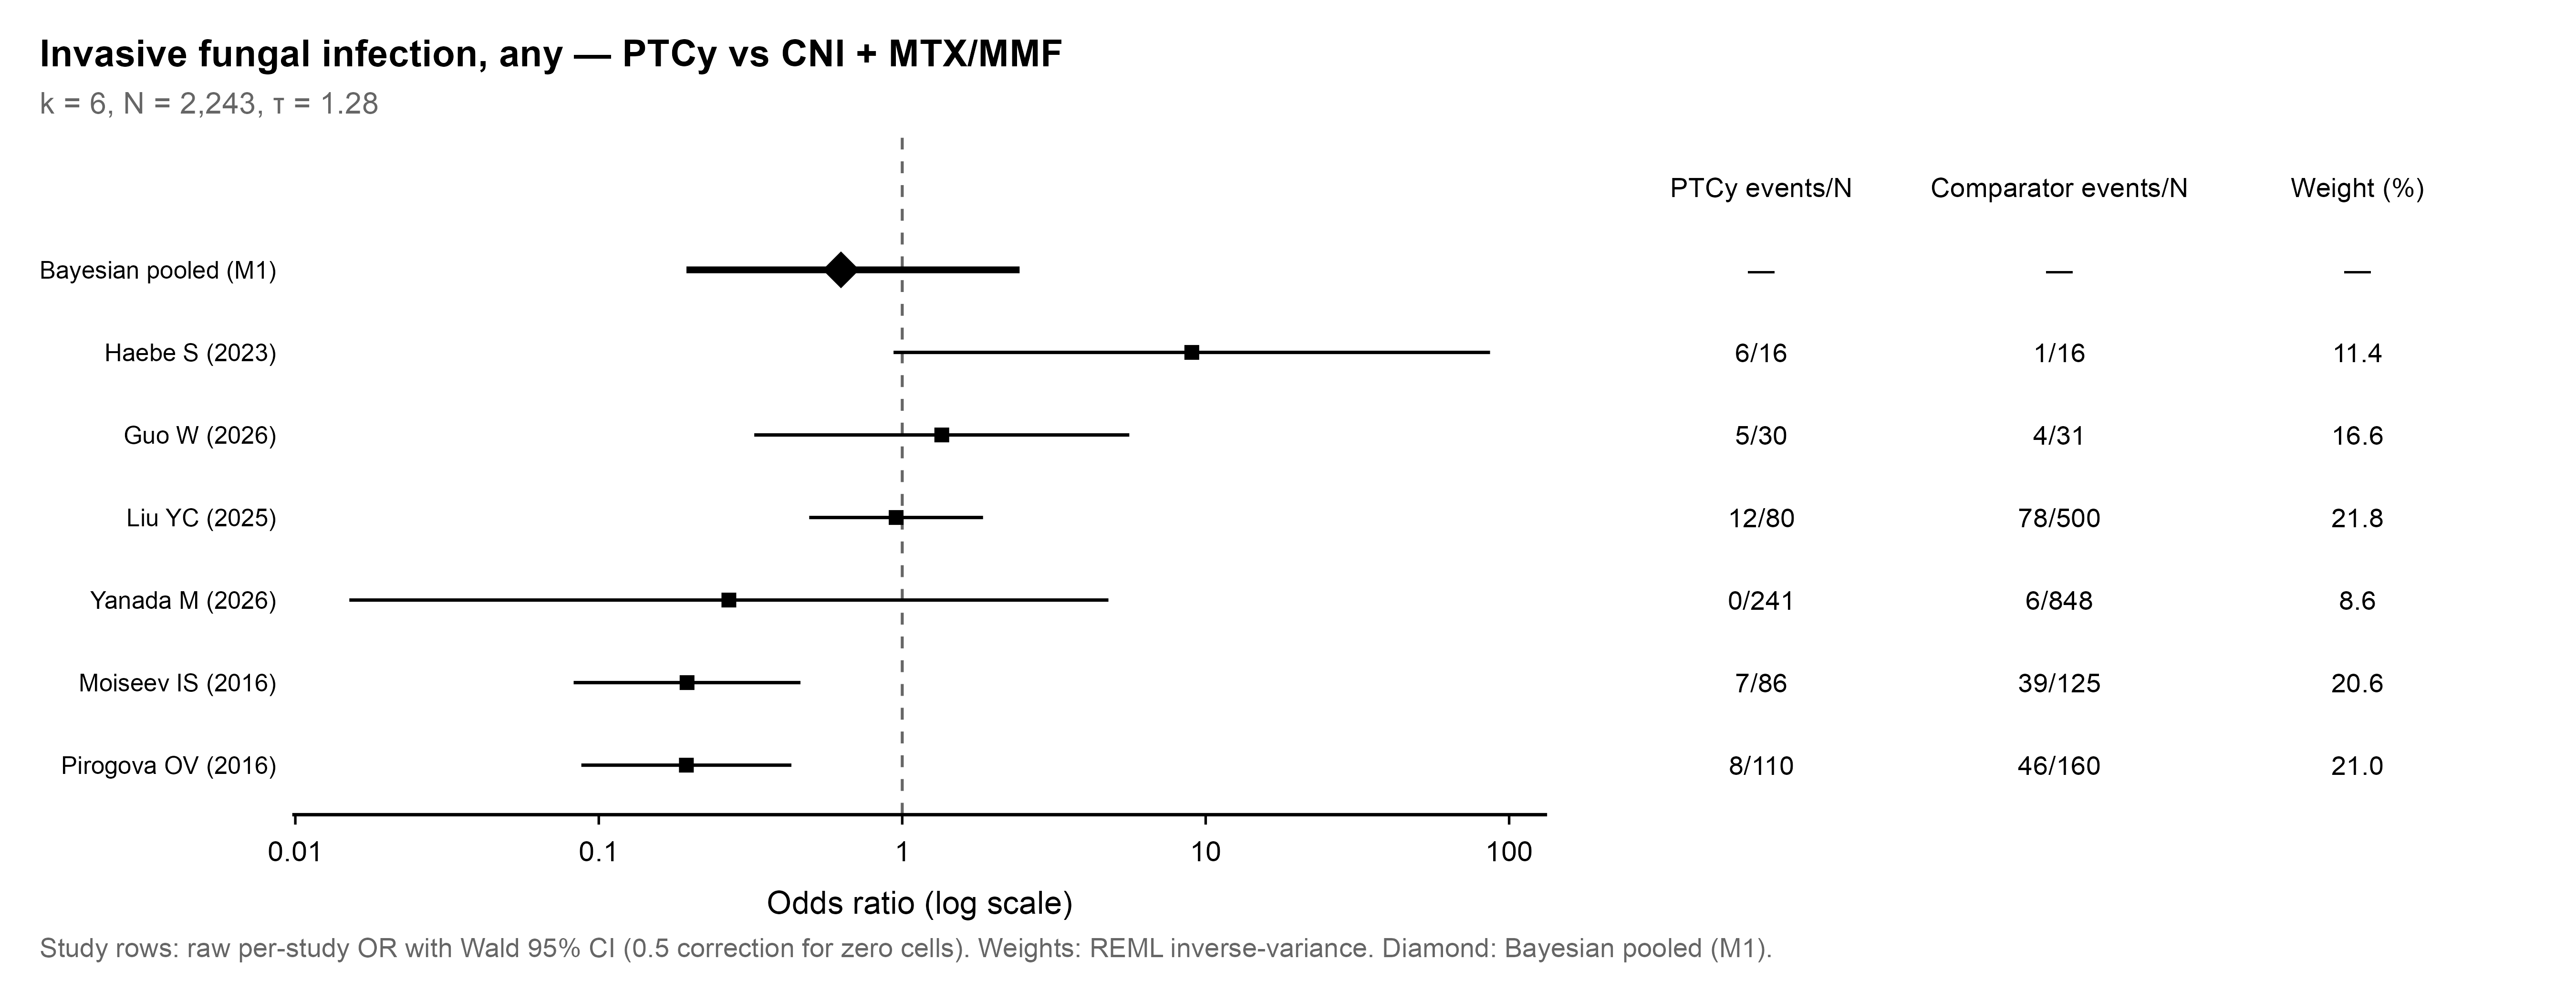 Invasive fungal infection, any — PTCy vs CNI + MTX/MMF
k = 6, N = 2,243, τ = 1.28
PTCy events/N Comparator events/N Weight (%)
Bayesian pooled (M1) — — —
Haebe S (2023) 6/16 1/16 11.4
Guo W (2026) 5/30 4/31 16.6
Liu YC (2025) 12/80 78/500 21.8
Yanada M (2026) 0/241 6/848 8.6
Moiseev IS (2016) 7/86 39/125 20.6
Pirogova OV (2016) 8/110 46/160 21.0
0.01 0.1 1 10 100
Odds ratio (log scale)
Study rows: raw per-study OR with Wald 95% CI (0.5 correction for zero cells). Weights: REML inverse-variance. Diamond: Bayesian pooled (M1).